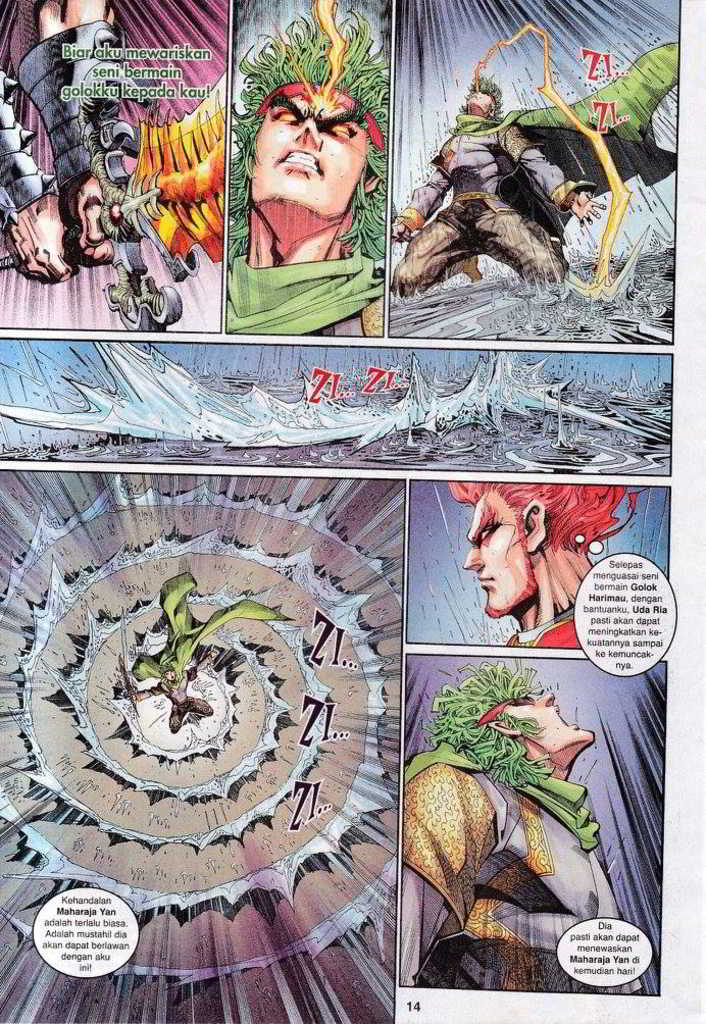 Biar aku mewariskan
seni bermain
golokku kepada kau!
ZI...
ZI...
ZI...
ZI...
Selepas
menguasai seni
bermain Golok
Harimau, dengan
bantuanku, Uda Ria
pasti akan dapat
meningkatkan ke-
kuatannya sampai
ke kemuncak-
nya.
ZI...
ZI...
ZI...
Kehandalan
Maharaja Yan
adalah terlalu biasa.
Adalah mustahil dia
akan dapat berlawan
dengan aku
ini!
Dia
pasti akan dapat
menewaskan
Maharaja Yan di
kemudian hari!
14